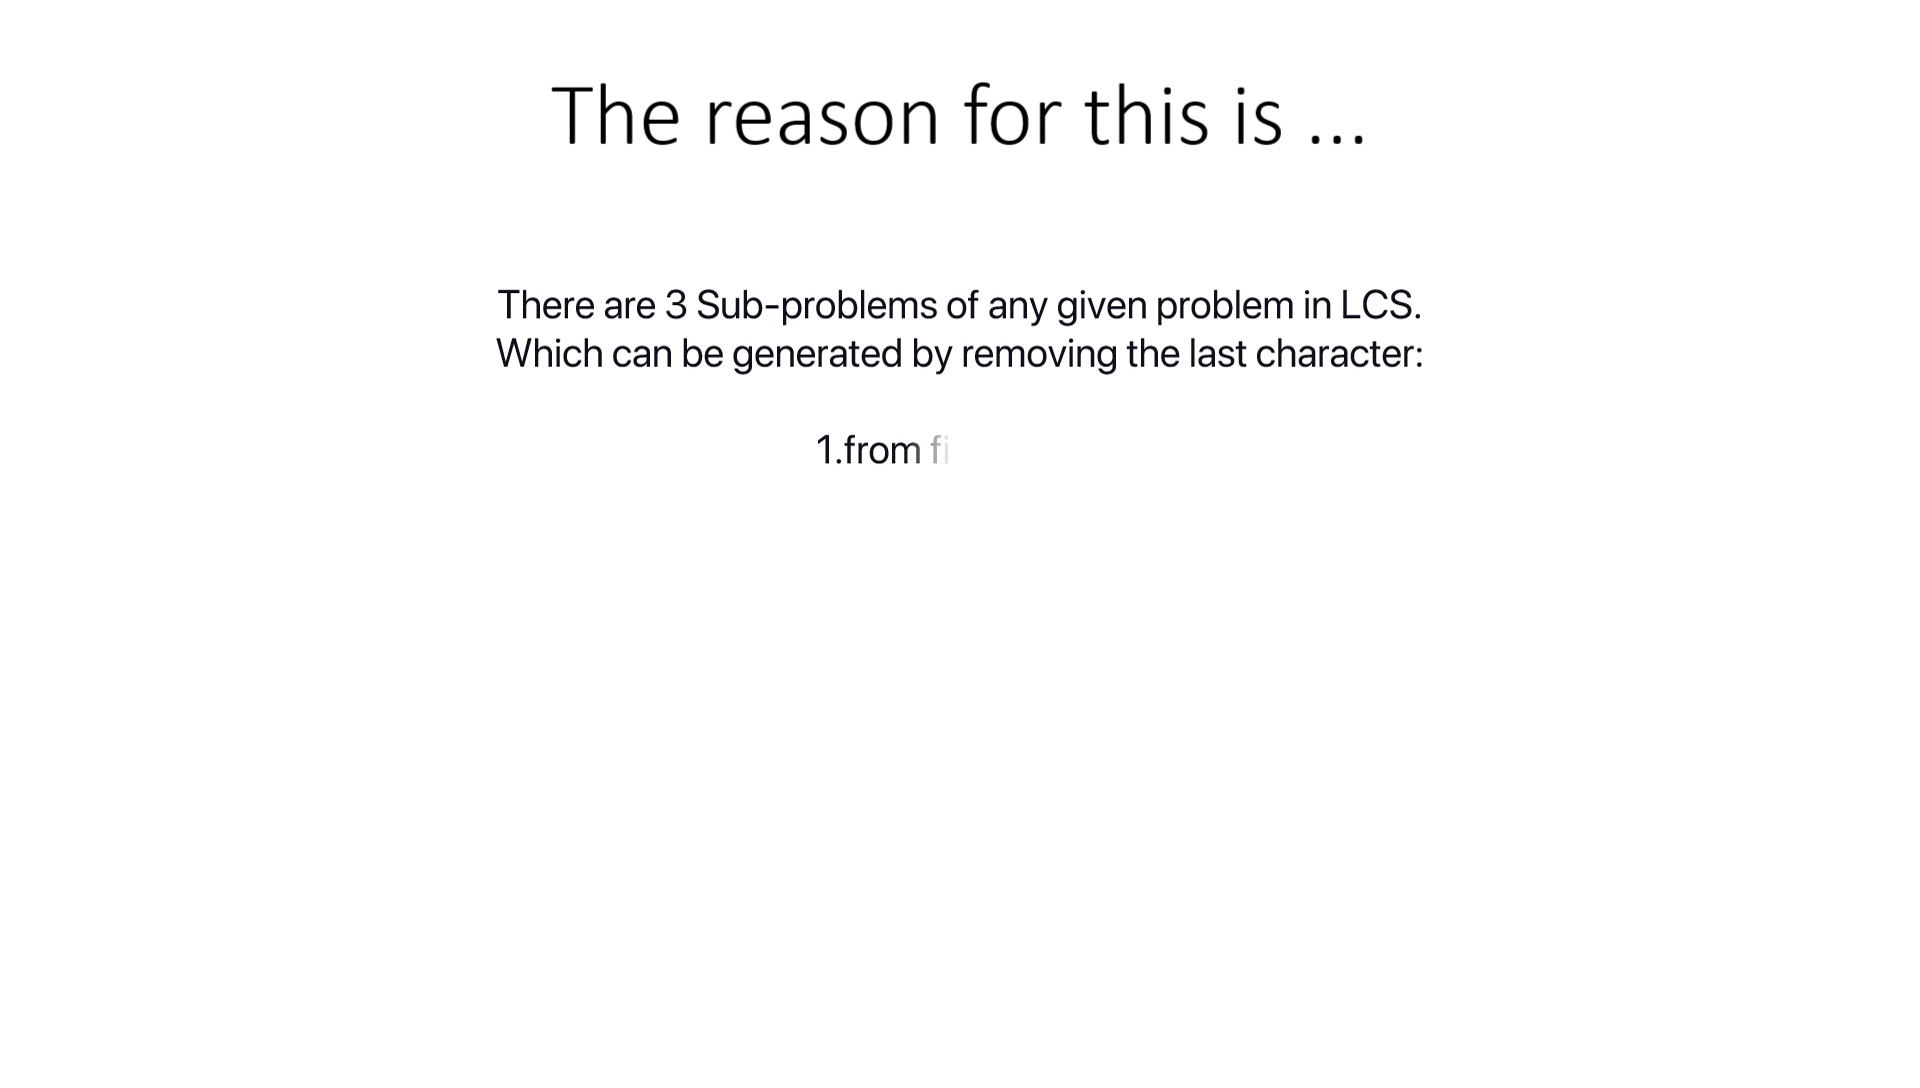 The reason for this is ...
There are 3 Sub-problems of any given problem in LCS.
Which can be generated by removing the last character:
1.from fi